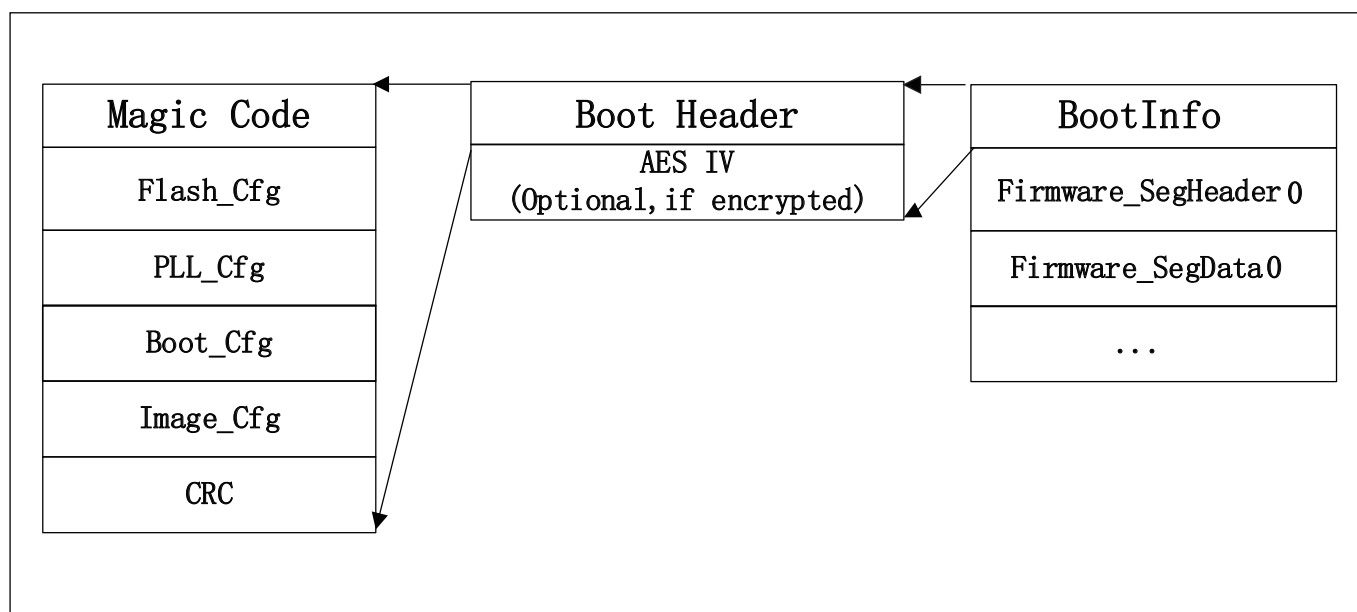 Magic Code
Flash_Cfg
PLL_Cfg
Boot_Cfg
Image_Cfg
CRC
Boot Header
AES IV
(Optional,if encrypted)
BootInfo
Firmware_SegHeader0
Firmware_SegData0
...